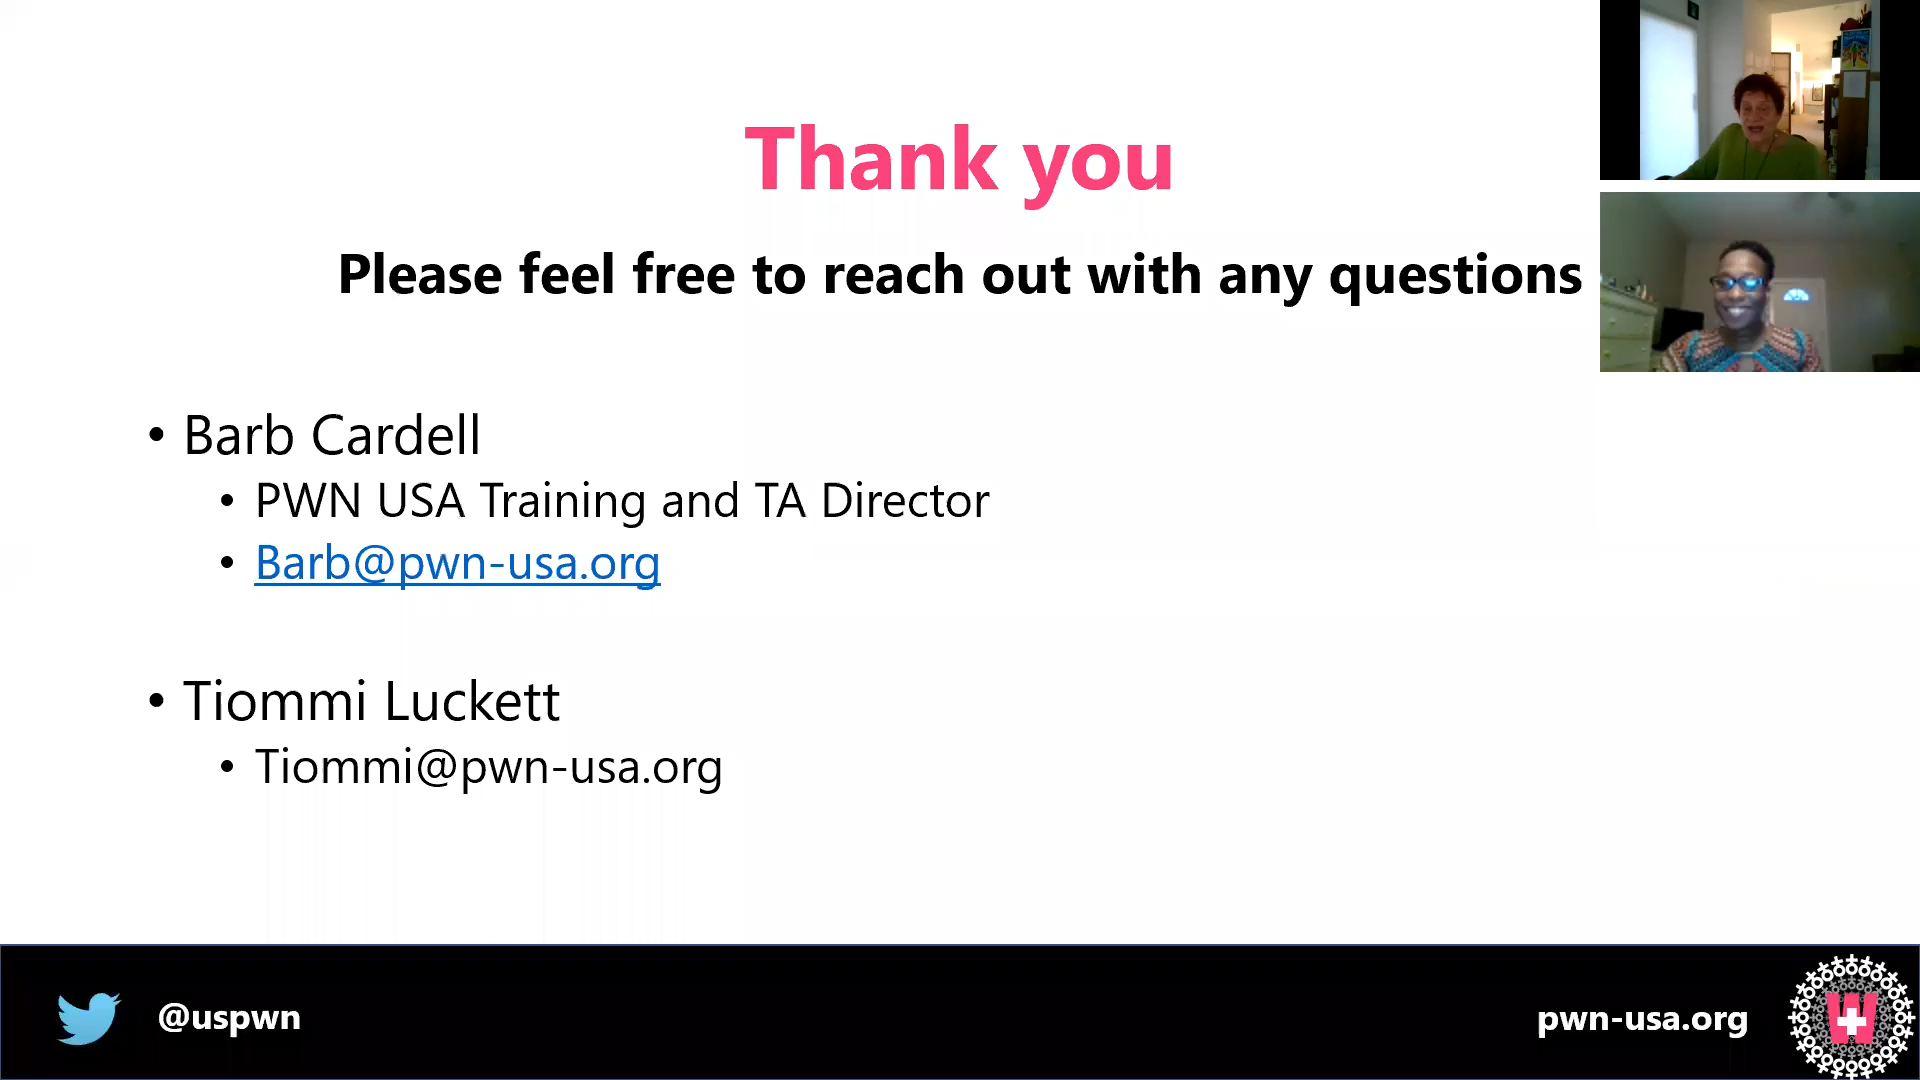 Thank you
Please feel free to reach out with any questions
• Barb Cardell
• PWN USA Training and TA Director
• Barb@pwn-usa.org
• Tiommi Luckett
• Tiommi@pwn-usa.org
@uspwn
pwn-usa.org
W